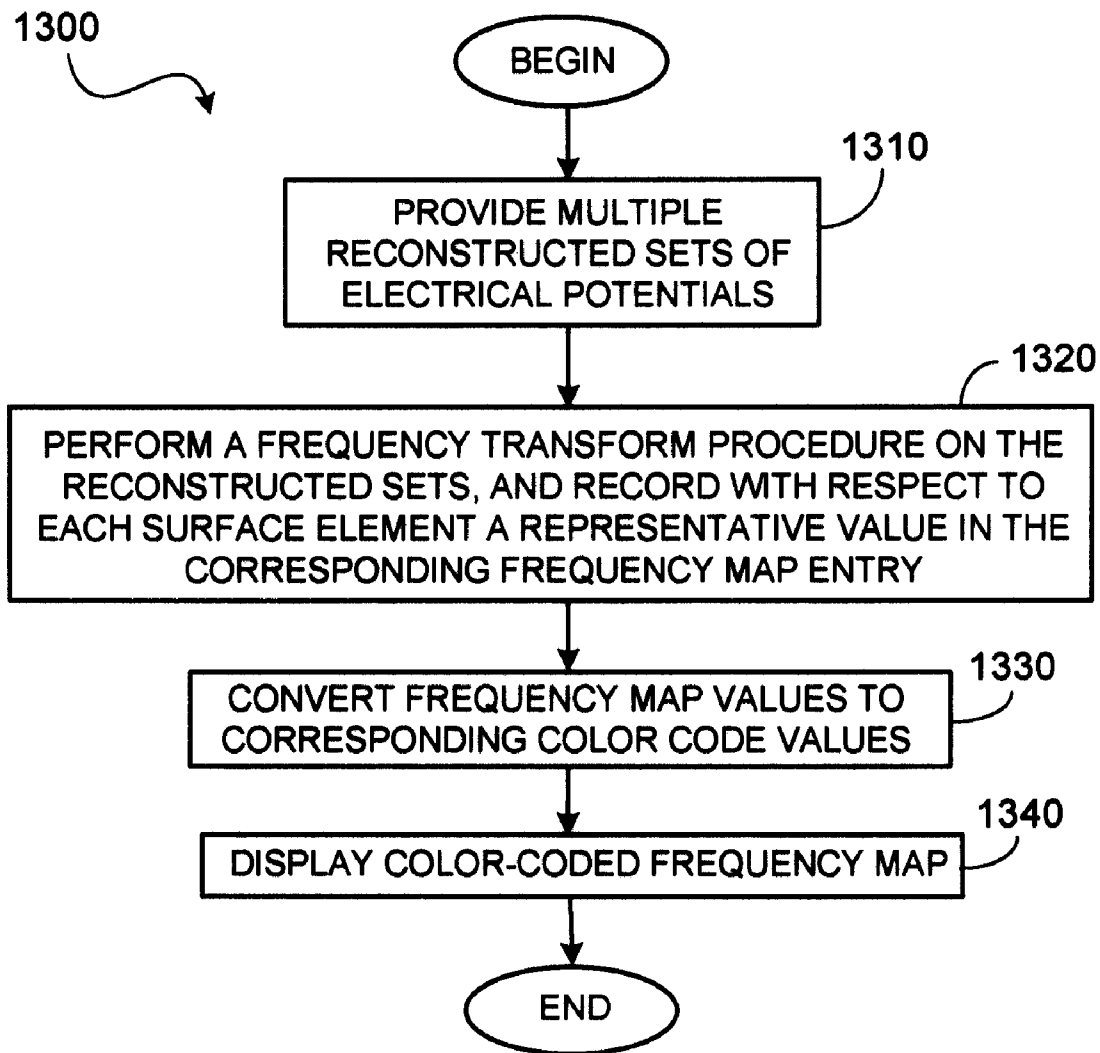 1300
BEGIN
1310
PROVIDE MULTIPLE
RECONSTRUCTED SETS OF
ELECTRICAL POTENTIALS
1320
PERFORM A FREQUENCY TRANSFORM PROCEDURE ON THE
RECONSTRUCTED SETS, AND RECORD WITH RESPECT TO
EACH SURFACE ELEMENT A REPRESENTATIVE VALUE IN THE
CORRESPONDING FREQUENCY MAP ENTRY
1330
CONVERT FREQUENCY MAP VALUES TO
CORRESPONDING COLOR CODE VALUES
1340
DISPLAY COLOR-CODED FREQUENCY MAP
END